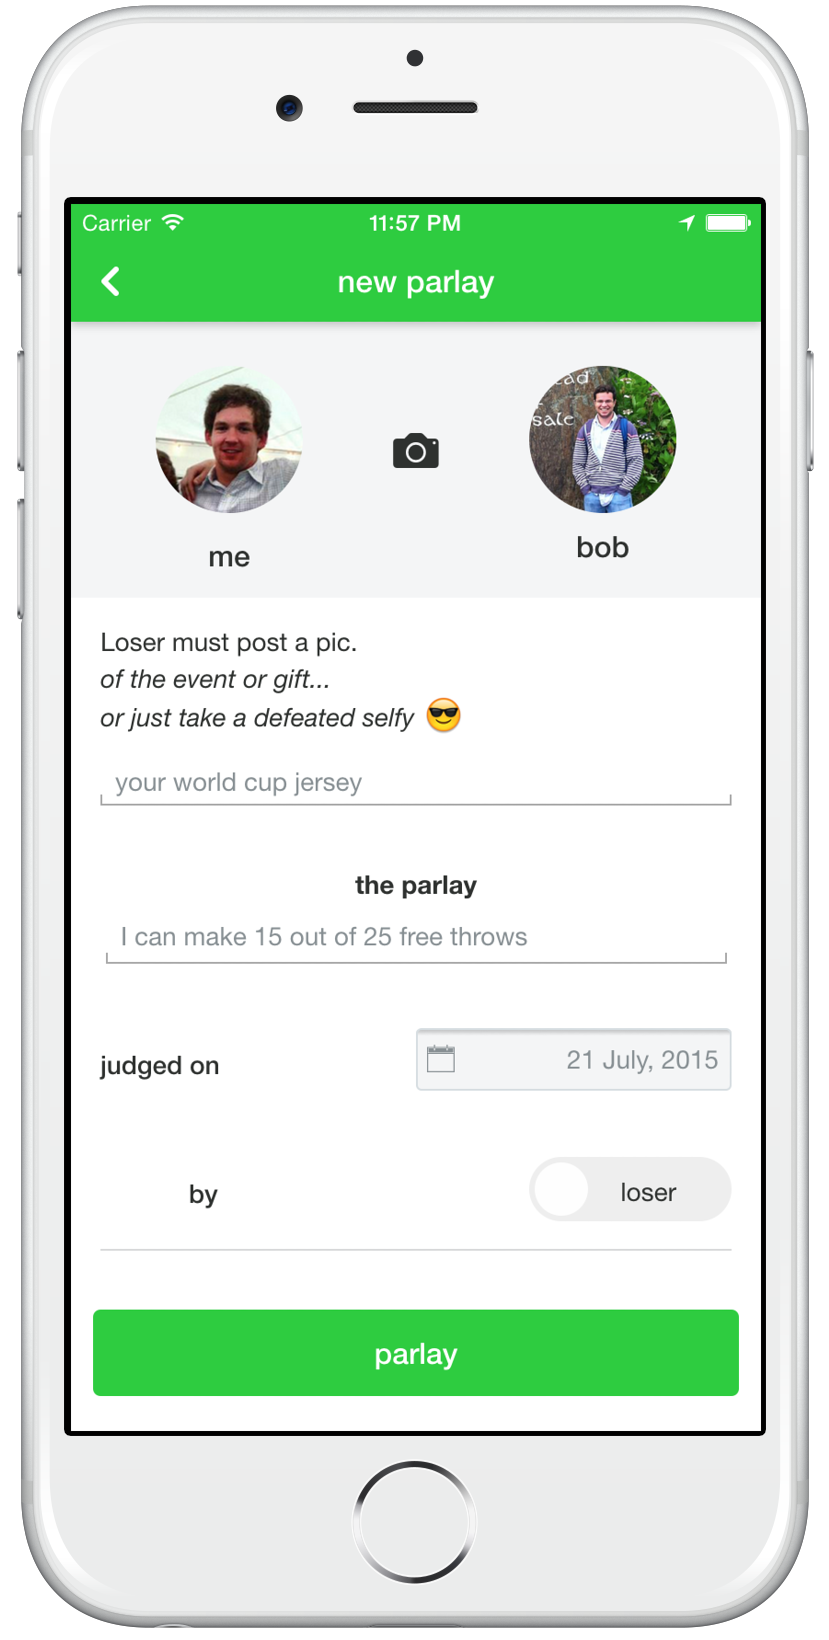 Carrier 11:57 PM
new parlay
ead
sale
me
bob
Loser must post a pic.
of the event or gift...
or just take a defeated selfy 😎
your world cup jersey
the parlay
I can make 15 out of 25 free throws
judged on 21 July, 2015
by loser
parlay